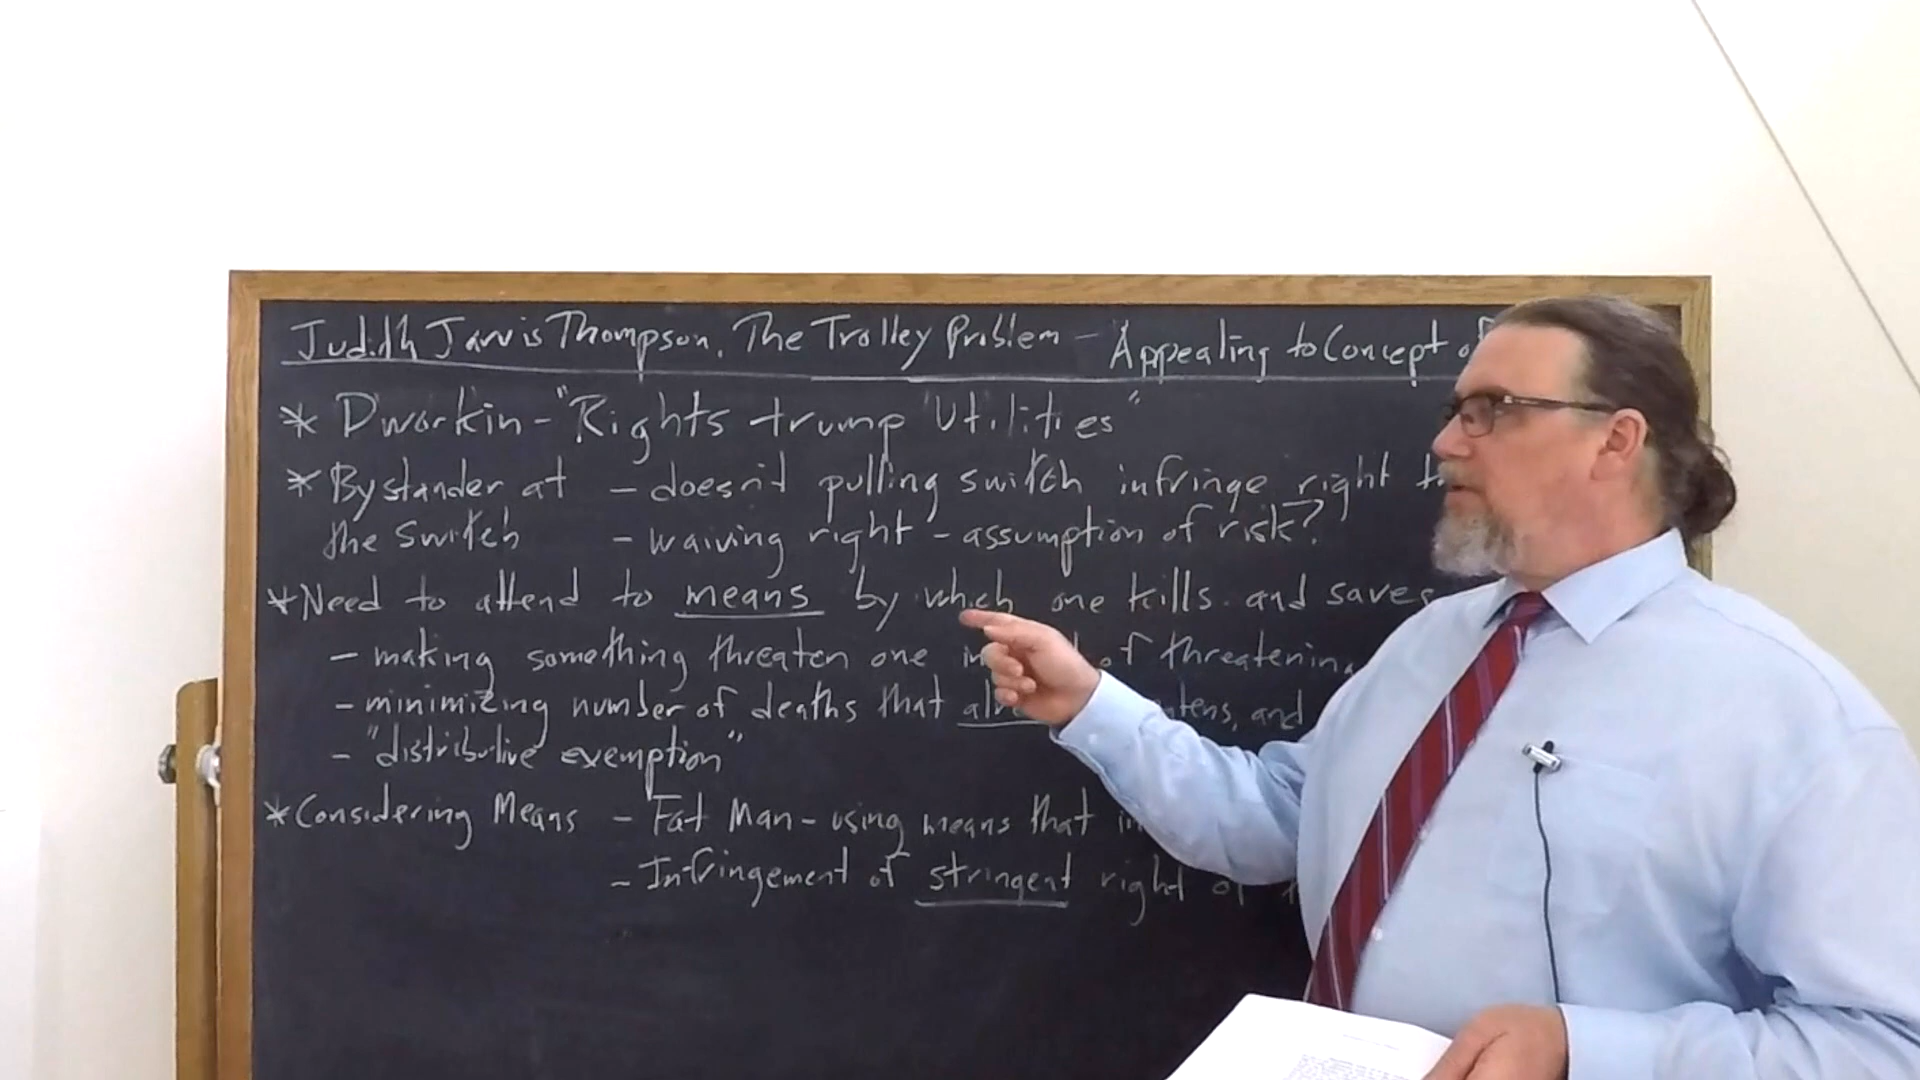 Judith Jarvis Thompson, The Trolley Problem - Appealing to Concept of
* Dworkin - "Rights trump Utilities"
* Bystander at - doesn't pulling switch infringe right
the switch - waiving right - assumption of risk?
* Need to attend to means by which one kills and saves
- making something threaten one of threatening
- minimizing number of deaths that and
- "distributive exemption"
* Considering Means - Fat Man - using means that
- Infringement of stringent right of